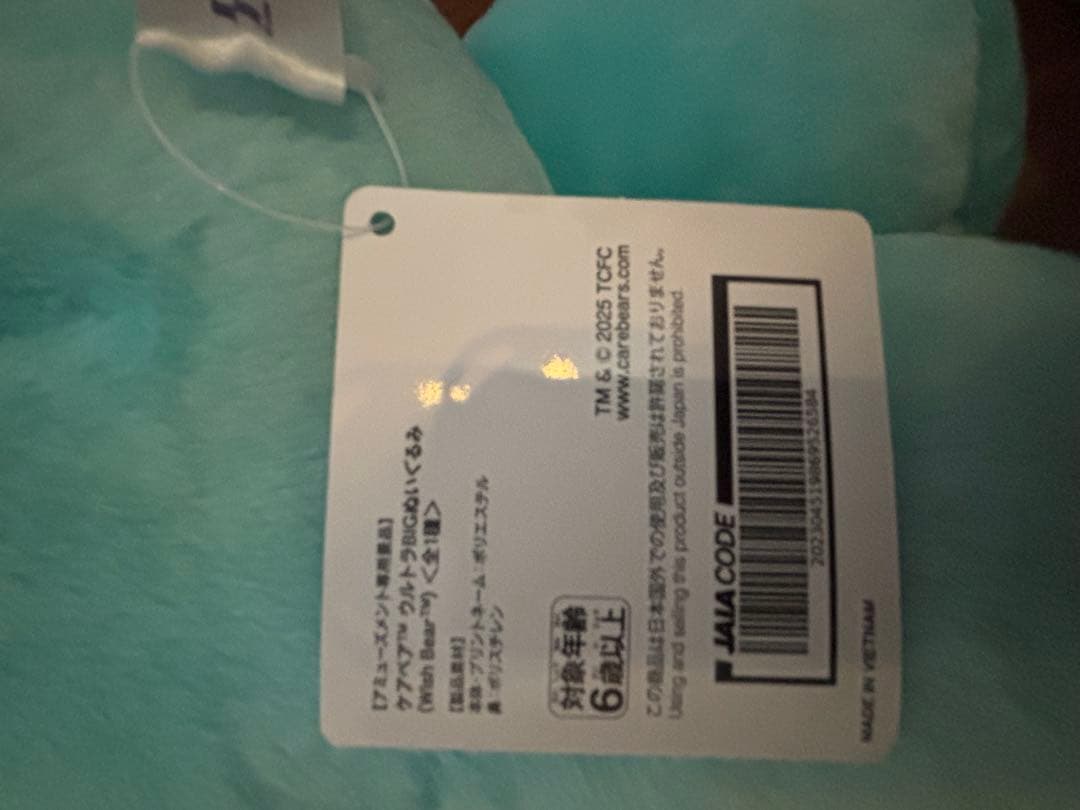 【アミューズメント専用景品】
ケアベア™ ウルトラBIGぬいぐるみ
(Wish Bear™) <全1種>
【製品素材】
本体・プリントネーム:ポリエステル
鼻:ポリスチレン
対象年齢
6歳以上
TM & © 2025 TCFC
www.carebears.com
この商品は日本国外での使用及び販売は許諾されておりません。
Using and selling this product outside Japan is prohibited.
JAIA CODE
202304519869526584
MADE IN VIETNAM